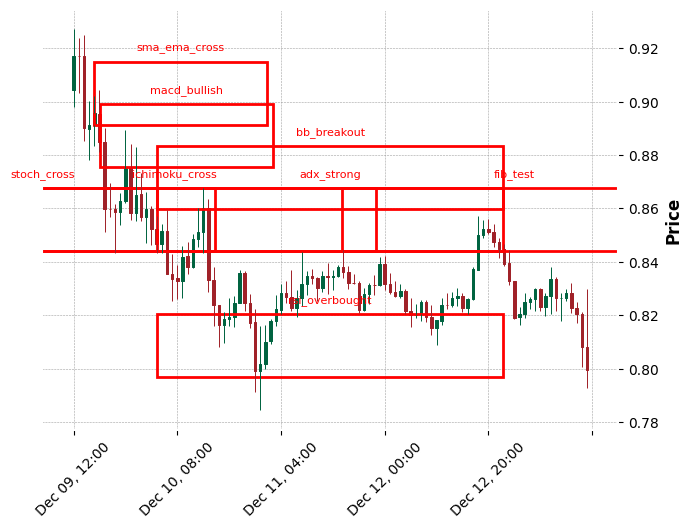 sma_ema_cross
macd_bullish
bb_breakout
stoch_cross
ichimoku_cross
adx_strong
fib_test
_overbought
0.92
0.90
0.88
0.86
0.84
0.82
0.80
0.78
Price
Dec 09, 12:00
Dec 10, 08:00
Dec 11, 04:00
Dec 12, 00:00
Dec 12, 20:00